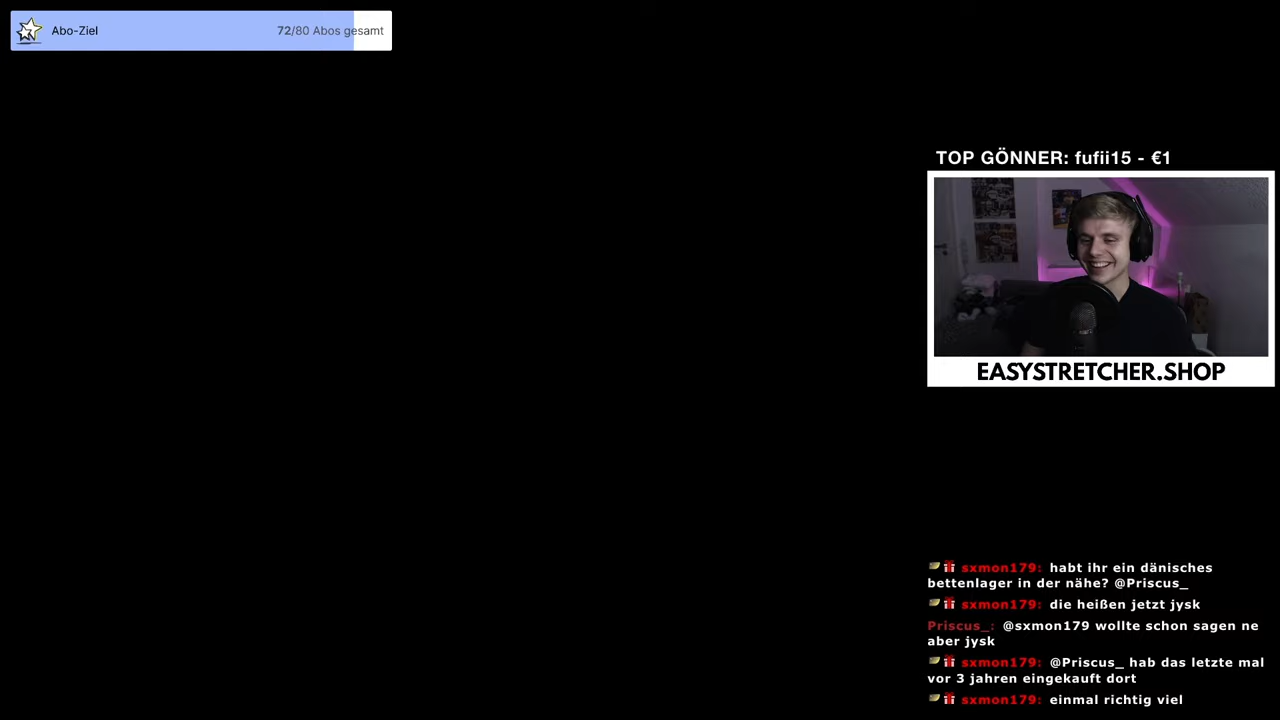 Abo-Ziel
72/80 Abos gesamt
TOP GÖNNER: fufii15 - €1
EASYSTRETCHER.SHOP
sxmon179: habt ihr ein dänisches
bettenlager in der nähe? @Priscus_
sxmon179: die heißen jetzt jysk
Priscus_: @sxmon179 wollte schon sagen ne
aber jysk
sxmon179: @Priscus_ hab das letzte mal
vor 3 jahren eingekauft dort
sxmon179: einmal richtig viel